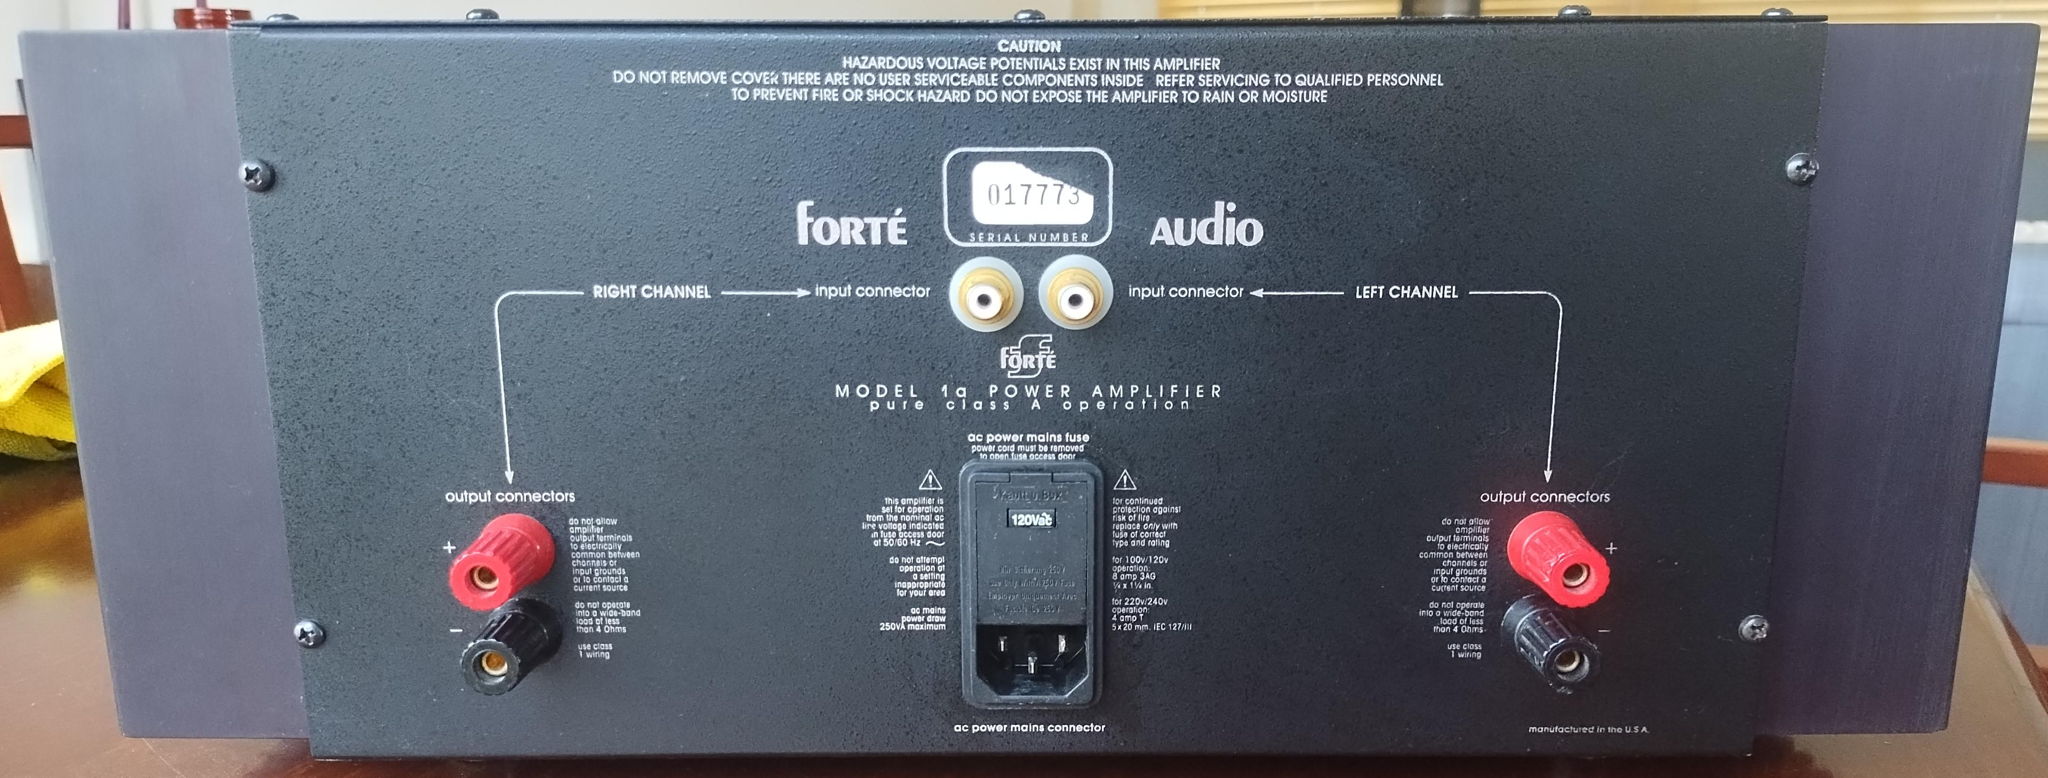 CAUTION
HAZARDOUS VOLTAGE POTENTIALS EXIST IN THIS AMPLIFIER
DO NOT REMOVE COVER THERE ARE NO USER SERVICEABLE COMPONENTS INSIDE REFER SERVICING TO QUALIFIED PERSONNEL
TO PREVENT FIRE OR SHOCK HAZARD DO NOT EXPOSE THE AMPLIFIER TO RAIN OR MOISTURE
017773
SERIAL NUMBER
FORTÉ
AUDIO
RIGHT CHANNEL
input connector
input connector
LEFT CHANNEL
FORTÉ
MODEL 1a POWER AMPLIFIER
pure class A operation
ac power mains fuse
power cord must be removed
to open fuse access door
this amplifier is
set for operation
from the nominal ac
line voltage indicated
in fuse access door
at 50/60 Hz
do not attempt
operation at
a setting
inappropriate
for your area
ac mains
power draw
250VA maximum
120Vac
for continued
protection against
risk of fire
replace only with
fuse of correct
type and rating
for 100v/120v
operation:
8 amp 3AG
¼ x 1¼ in.
for 220v/240v
operation:
4 amp T
5 x 20 mm. IEC 127/III
ac power mains connector
output connectors
+
−
do not allow
amplifier
output terminals
to electrically
common between
channels or
input grounds
or to contact a
current source
do not operate
into a wide-band
load of less
than 4 Ohms
use class
1 wiring
output connectors
do not allow
amplifier
output terminals
to electrically
common between
channels or
input grounds
or to contact a
current source
do not operate
into a wide-band
load of less
than 4 Ohms
use class
1 wiring
+
−
manufactured in the U.S.A.